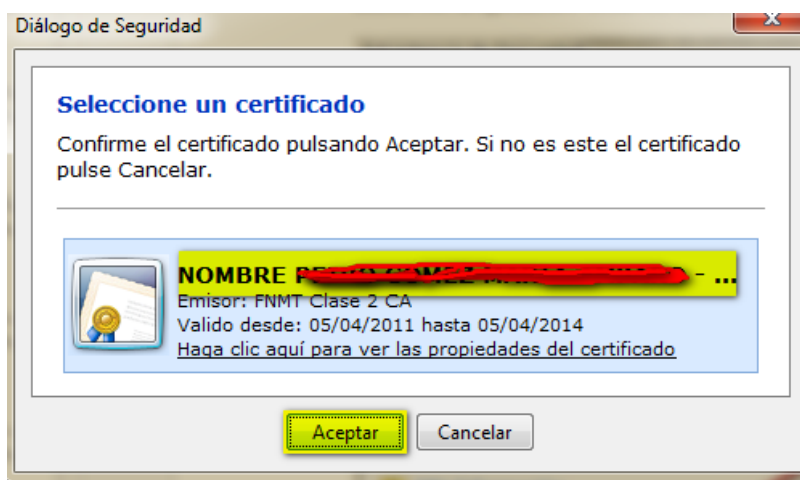 Diálogo de Seguridad
Seleccione un certificado
Confirme el certificado pulsando Aceptar. Si no es este el certificado
pulse Cancelar.
NOMBRE - ...
Emisor: FNMT Clase 2 CA
Valido desde: 05/04/2011 hasta 05/04/2014
Haga clic aquí para ver las propiedades del certificado
Aceptar
Cancelar